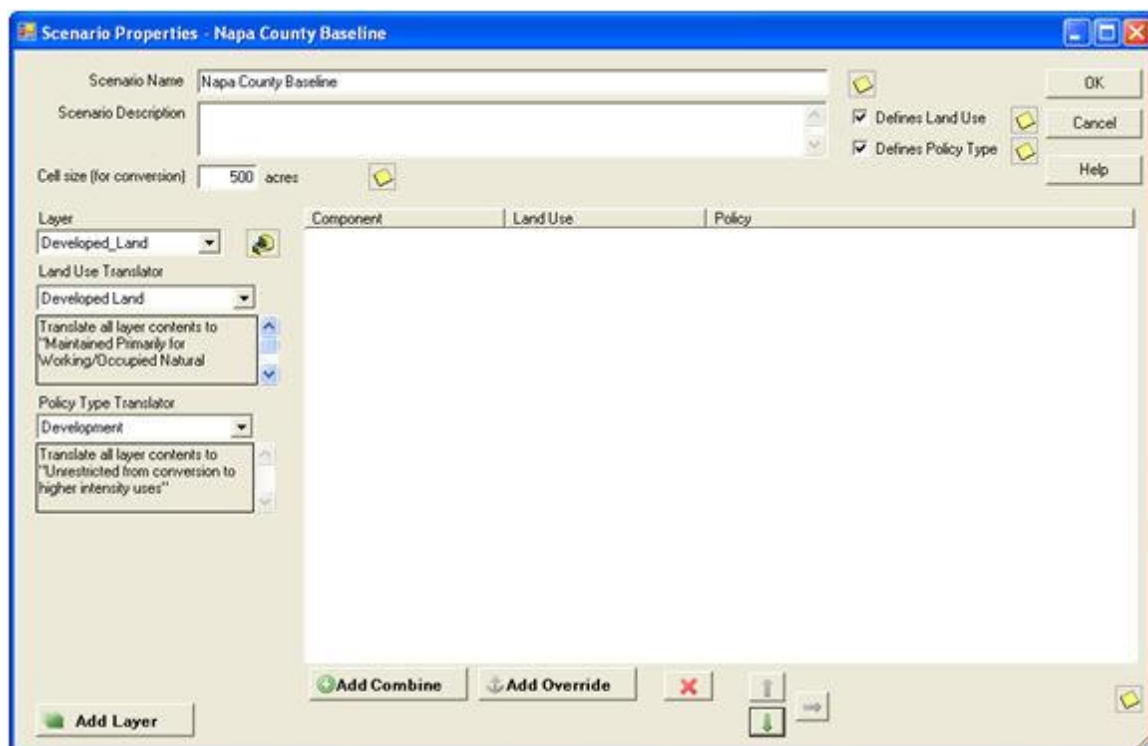 Scenario Properties - Napa County Baseline
Scenario Name
Napa County Baseline
OK
Scenario Description
Defines Land Use
Cancel
Defines Policy Type
Help
Cell size (for conversion)
500 acres
Layer
Developed_Land
Component
Land Use
Policy
Land Use Translator
Developed Land
Translate all layer contents to
"Maintained Primarily for
Working/Occupied Natural
Policy Type Translator
Development
Translate all layer contents to
"Unrestricted from conversion to
higher intensity uses"
Add Combine
Add Override
Add Layer